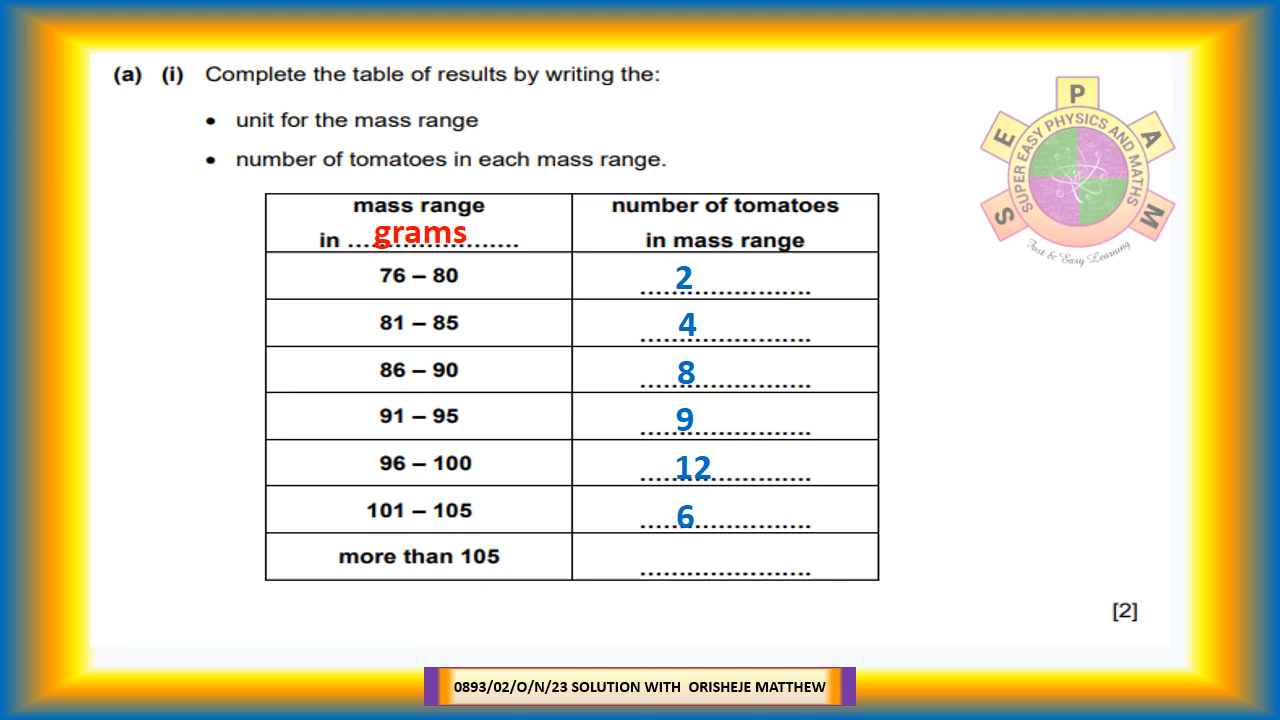 (a) (i) Complete the table of results by writing the:
• unit for the mass range
• number of tomatoes in each mass range.
mass range
in ..................... grams
number of tomatoes
in mass range
76 – 80 2
81 – 85 4
86 – 90 8
91 – 95 9
96 – 100 12
101 – 105 6
more than 105 ......................
[2]
S E P A M
SUPER EASY PHYSICS AND MATHS
Fast & Easy Learning
0893/02/O/N/23 SOLUTION WITH ORISHEJE MATTHEW